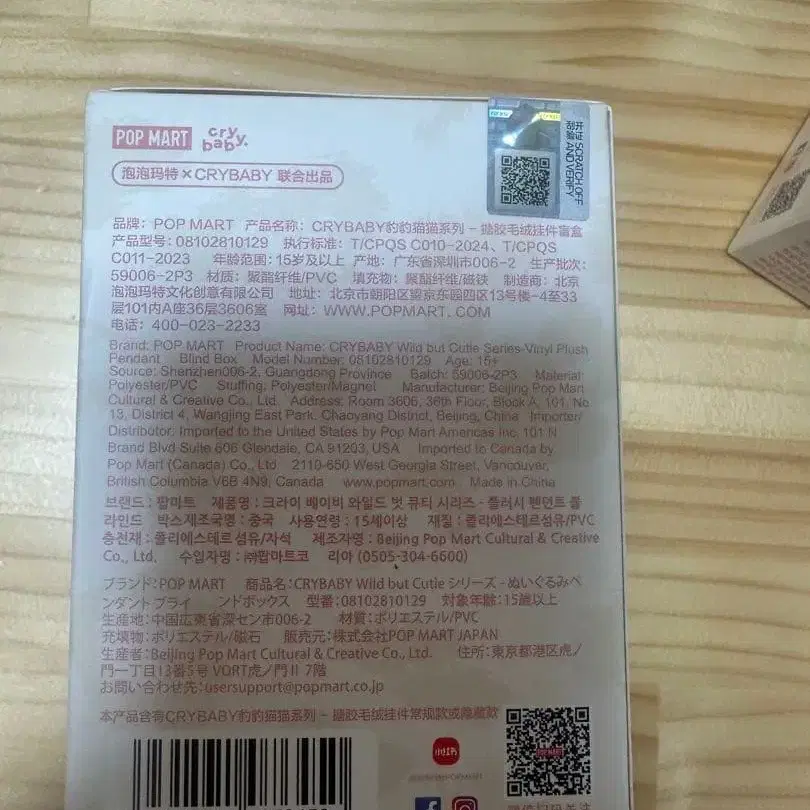 POP MART cry baby.
开证 SCRATCH OFF
刮验 AND VERIFY
泡泡玛特×CRYBABY 联合出品
品牌：POP MART 产品名称：CRYBABY豹豹猫猫系列－搪胶毛绒挂件盲盒
产品型号：08102810129 执行标准：T/CPQS C010-2024、T/CPQS
C011-2023 年龄范围：15岁及以上 产地：广东省深圳市006-2 生产批次：
59006-2P3 材质：聚酯纤维/PVC 填充物：聚酯纤维/磁铁 制造商：北京
泡泡玛特文化创意有限公司 地址：北京市朝阳区望京东园四区13号楼-4至33
层101内A座36层3606室 网址：WWW.POPMART.COM
电话：400-023-2233
Brand: POP MART Product Name: CRYBABY Wild but Cutie Series-Vinyl Plush
Pendant Blind Box Model Number: 08102810129 Age: 15+
Source: Shenzhen006-2, Guangdong Province Batch: 59006-2P3 Material:
Polyester/PVC Stuffing: Polyester/Magnet Manufacturer: Beijing Pop Mart
Cultural & Creative Co., Ltd. Address: Room 3606, 36th Floor, Block A, 101, No
13, District 4, Wangjing East Park, Chaoyang District, Beijing, China Importer/
Distributor: Imported to the United States by Pop Mart Americas Inc. 101 N
Brand Blvd Suite 606 Glendale, CA 91203, USA Imported to Canada by
Pop Mart (Canada) Co., Ltd 2110-650 West Georgia Street, Vancouver,
British Columbia V6B 4N9, Canada www.popmart.com Made in China
브랜드 : 팝마트 제품명 : 크라이 베이비 와일드 벗 큐티 시리즈 - 플러시 펜던트 블
라인드 박스제조국명 : 중국 사용연령 : 15세이상 재질 : 폴리에스테르섬유/PVC
충전재 : 폴리에스테르섬유/자석 제조자명 : Beijing Pop Mart Cultural & Creative
Co., Ltd. 수입자명 : ㈜팝마트코 리아 (0505-304-6600)
ブランド：POP MART 商品名：CRYBABY Wild but Cutie シリーズ - ぬいぐるみペ
ンダント ブライ ンドボックス 型番：08102810129 対象年齢：15歳以上
生産地：中国広東省深セン市006-2 材質：ポリエステル/PVC
充填物：ポリエステル/磁石 販売元：株式会社POP MART JAPAN
生産者：Beijing Pop Mart Cultural & Creative Co., Ltd. 住所：東京都港区虎ノ
門一丁目13番5号 VORT虎ノ門Ⅱ 7階
お問い合わせ先：usersupport@popmart.co.jp
本产品含有CRYBABY豹豹猫猫系列－搪胶毛绒挂件常规款或隐藏款
小红书
POP MART